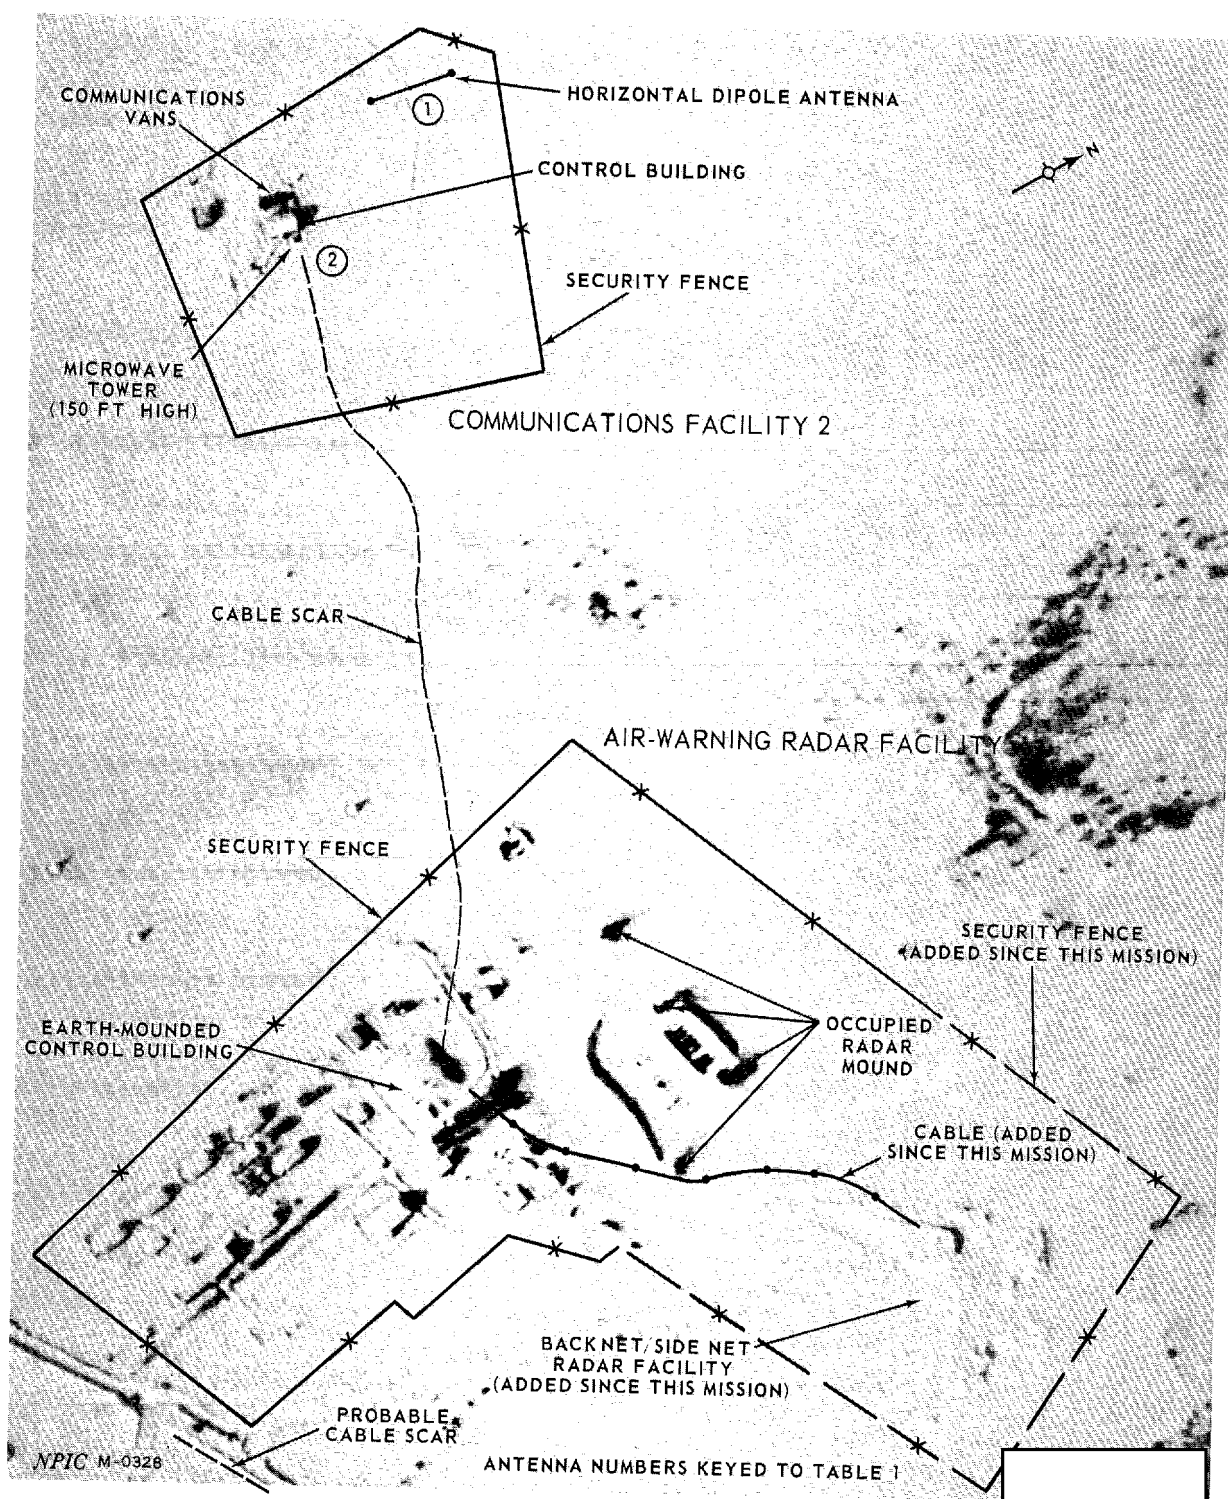 COMMUNICATIONS
VANS
HORIZONTAL DIPOLE ANTENNA
1
N
CONTROL BUILDING
2
SECURITY FENCE
MICROWAVE
TOWER
(150 FT HIGH)
COMMUNICATIONS FACILITY 2
CABLE SCAR
AIR-WARNING RADAR FACILITY
SECURITY FENCE
SECURITY FENCE
(ADDED SINCE THIS MISSION)
EARTH-MOUNDED
CONTROL BUILDING
OCCUPIED
RADAR
MOUND
CABLE (ADDED
SINCE THIS MISSION)
BACK NET/SIDE NET
RADAR FACILITY
(ADDED SINCE THIS MISSION)
PROBABLE
CABLE SCAR
NPIC M-0328
ANTENNA NUMBERS KEYED TO TABLE 1